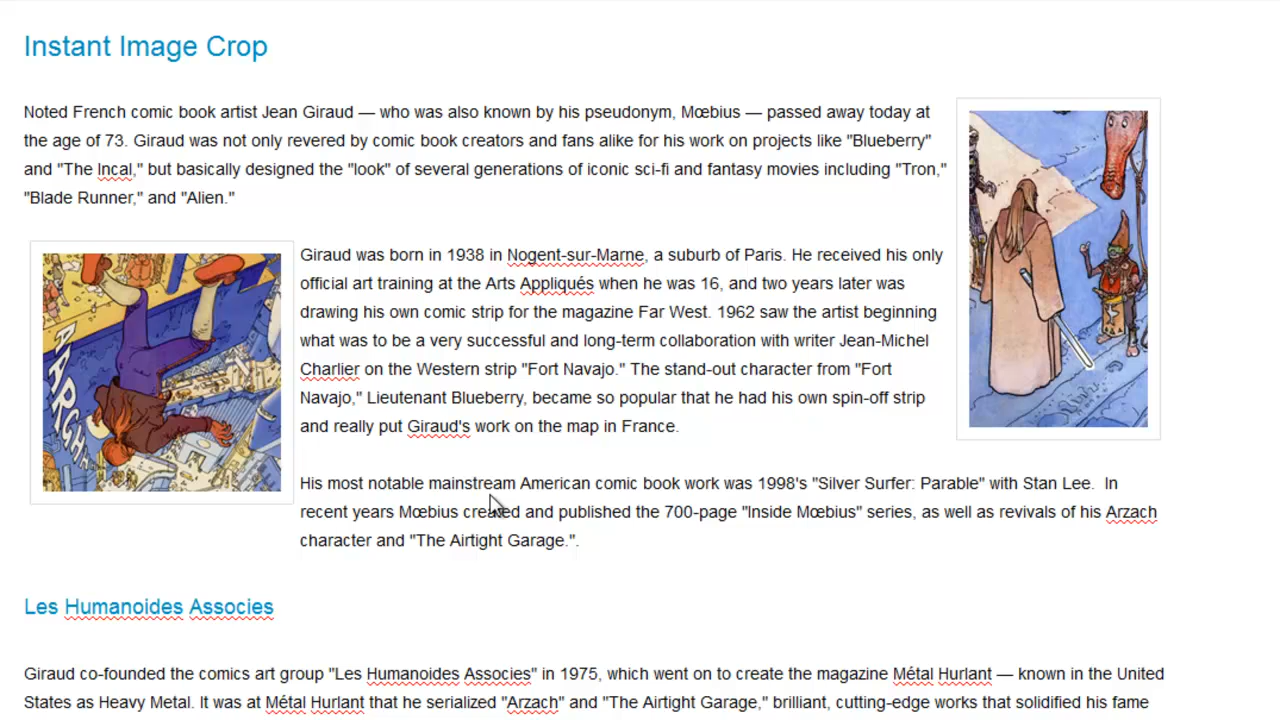 Instant Image Crop
Noted French comic book artist Jean Giraud — who was also known by his pseudonym, Mœbius — passed away today at
the age of 73. Giraud was not only revered by comic book creators and fans alike for his work on projects like "Blueberry"
and "The Incal," but basically designed the "look" of several generations of iconic sci-fi and fantasy movies including "Tron,"
"Blade Runner," and "Alien."
AARGH
Giraud was born in 1938 in Nogent-sur-Marne, a suburb of Paris. He received his only
official art training at the Arts Appliqués when he was 16, and two years later was
drawing his own comic strip for the magazine Far West. 1962 saw the artist beginning
what was to be a very successful and long-term collaboration with writer Jean-Michel
Charlier on the Western strip "Fort Navajo." The stand-out character from "Fort
Navajo," Lieutenant Blueberry, became so popular that he had his own spin-off strip
and really put Giraud's work on the map in France.
His most notable mainstream American comic book work was 1998's "Silver Surfer: Parable" with Stan Lee.  In
recent years Mœbius created and published the 700-page "Inside Mœbius" series, as well as revivals of his Arzach
character and "The Airtight Garage.".
Les Humanoides Associes
Giraud co-founded the comics art group "Les Humanoides Associes" in 1975, which went on to create the magazine Métal Hurlant — known in the United
States as Heavy Metal. It was at Métal Hurlant that he serialized "Arzach" and "The Airtight Garage," brilliant, cutting-edge works that solidified his fame